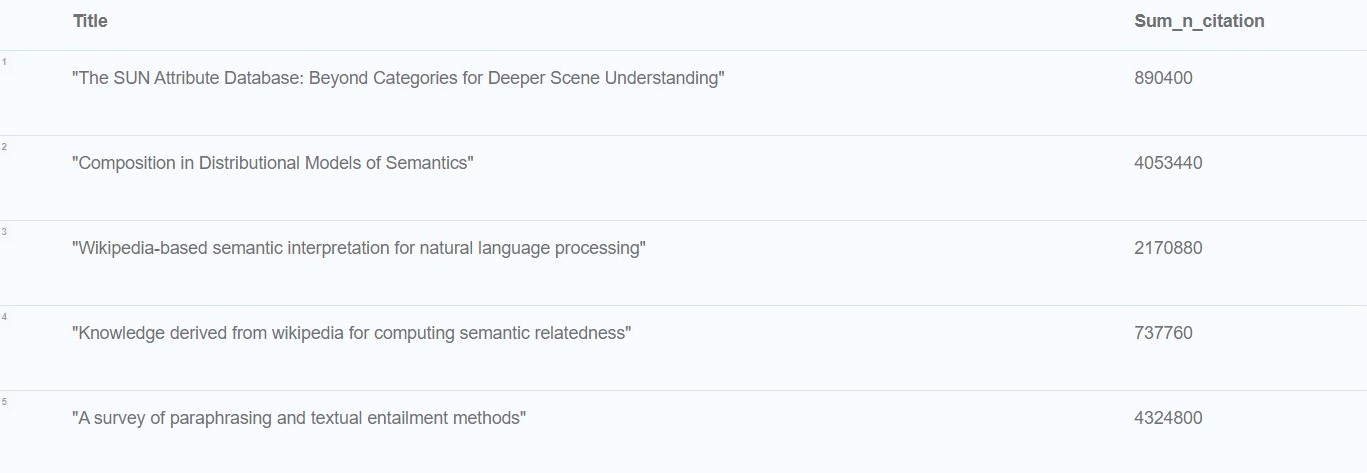 Title Sum_n_citation
1
"The SUN Attribute Database: Beyond Categories for Deeper Scene Understanding" 890400
2
"Composition in Distributional Models of Semantics" 4053440
3
"Wikipedia-based semantic interpretation for natural language processing" 2170880
4
"Knowledge derived from wikipedia for computing semantic relatedness" 737760
5
"A survey of paraphrasing and textual entailment methods" 4324800